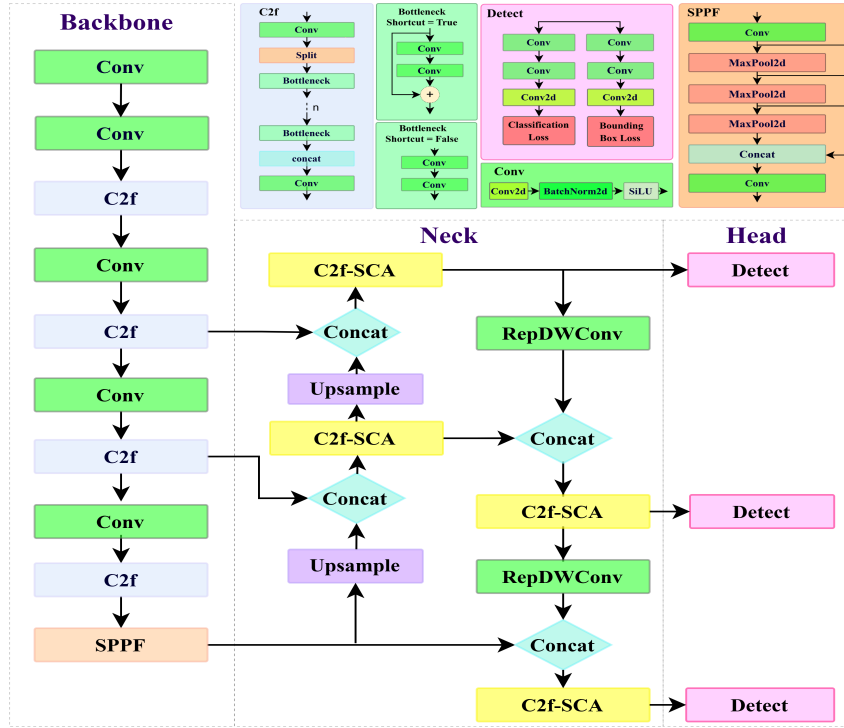 Backbone
Conv
Conv
C2f
Conv
C2f
Conv
C2f
Conv
C2f
SPPF
C2f
Conv
Split
Bottleneck
n
Bottleneck
concat
Conv
Bottleneck
Shortcut = True
Conv
Conv
+
Bottleneck
Shortcut = False
Conv
Conv
Detect
Conv
Conv
Conv
Conv
Conv2d
Conv2d
Classification
Loss
Bounding
Box Loss
Conv
Conv2d
BatchNorm2d
SiLU
SPPF
Conv
MaxPool2d
MaxPool2d
MaxPool2d
Concat
Conv
Neck
C2f-SCA
Concat
Upsample
C2f-SCA
Concat
Upsample
RepDWConv
Concat
C2f-SCA
RepDWConv
Concat
C2f-SCA
Head
Detect
Detect
Detect